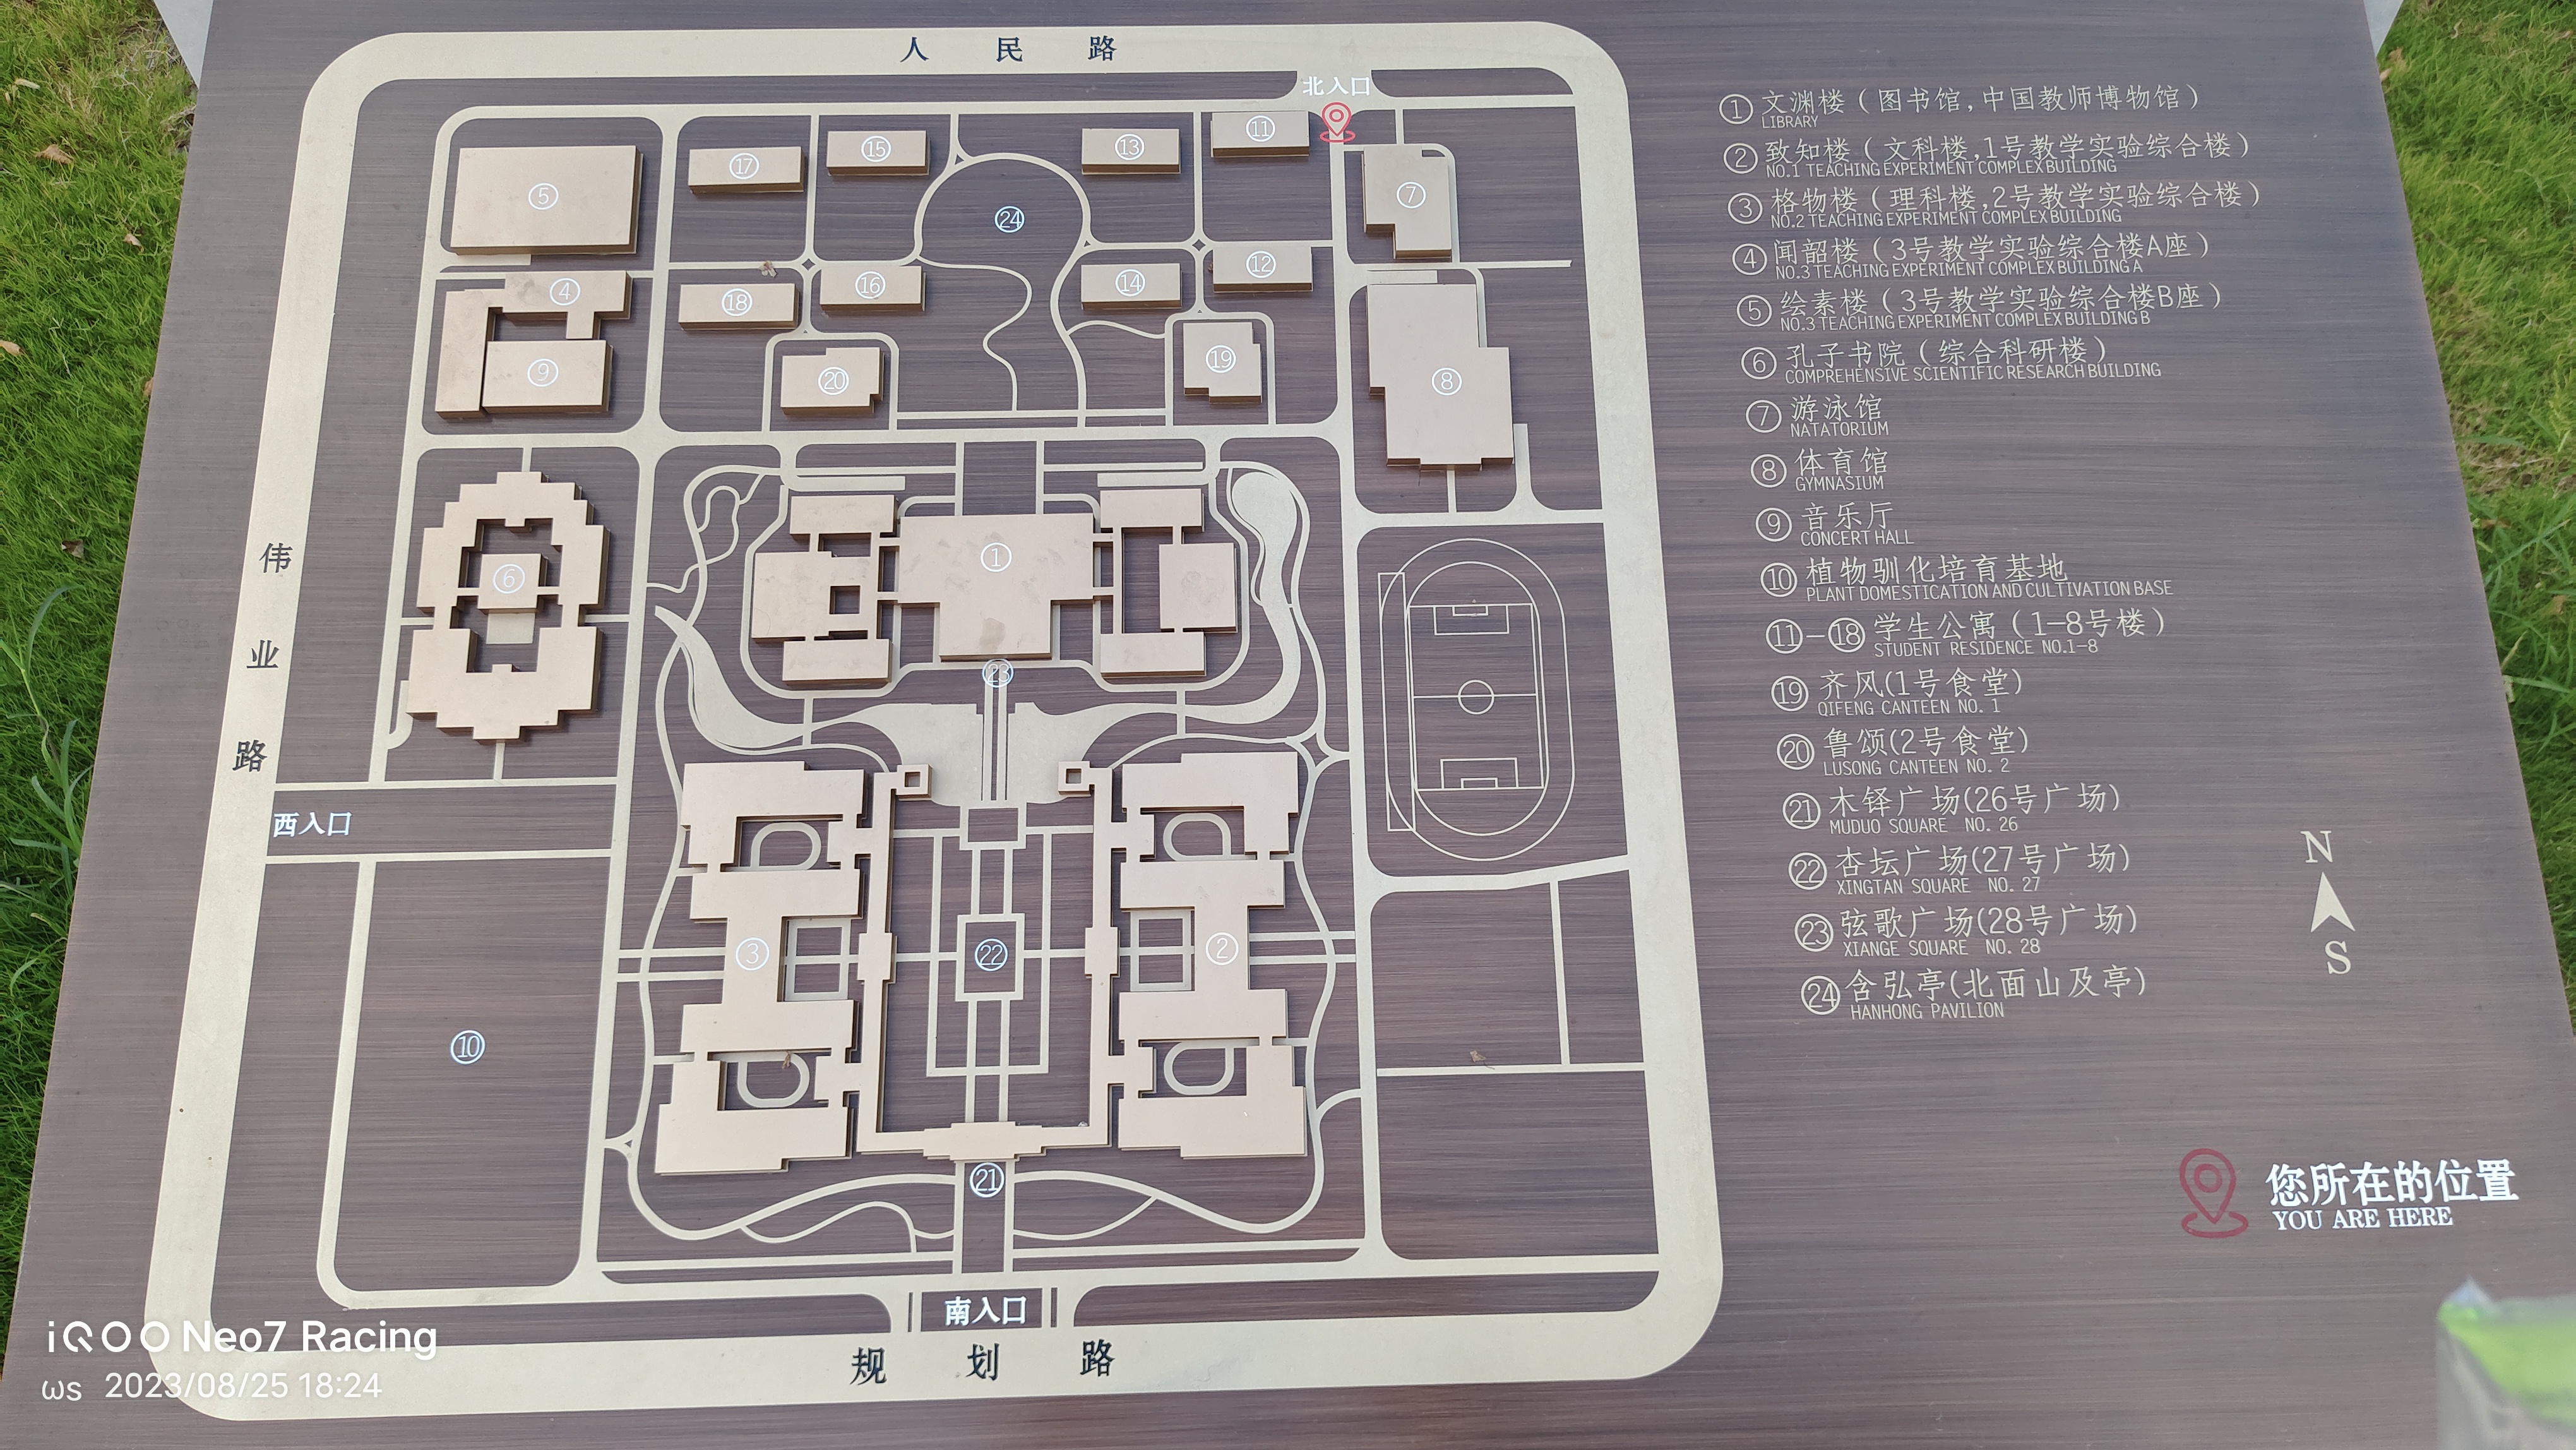 人 民 路
北入口
⑪
⑬
⑮
⑰
⑤
⑦
㉔
⑫
⑭
⑯
④
⑱
⑲
⑳
⑨
⑧
①
⑥
伟
业
路
㉓
西入口
③
㉒
②
⑩
㉑
南入口
规 划 路
① 文渊楼（图书馆,中国教师博物馆）
LIBRARY
② 致知楼（文科楼,1号教学实验综合楼）
NO.1 TEACHING EXPERIMENT COMPLEX BUILDING
③ 格物楼（理科楼,2号教学实验综合楼）
NO.2 TEACHING EXPERIMENT COMPLEX BUILDING
④ 闻韶楼（3号教学实验综合楼A座）
NO.3 TEACHING EXPERIMENT COMPLEX BUILDING A
⑤ 绘素楼（3号教学实验综合楼B座）
NO.3 TEACHING EXPERIMENT COMPLEX BUILDING B
⑥ 孔子书院（综合科研楼）
COMPREHENSIVE SCIENTIFIC RESEARCH BUILDING
⑦ 游泳馆
NATATORIUM
⑧ 体育馆
GYMNASIUM
⑨ 音乐厅
CONCERT HALL
⑩ 植物驯化培育基地
PLANT DOMESTICATION AND CULTIVATION BASE
⑪-⑱ 学生公寓（1-8号楼）
STUDENT RESIDENCE NO.1-8
⑲ 齐风(1号食堂)
QIFENG CANTEEN NO. 1
⑳ 鲁颂(2号食堂)
LUSONG CANTEEN NO. 2
㉑ 木铎广场(26号广场)
MUDUO SQUARE NO. 26
㉒ 杏坛广场(27号广场)
XINGTAN SQUARE NO. 27
㉓ 弦歌广场(28号广场)
XIANGE SQUARE NO. 28
㉔ 含弘亭(北面山及亭)
HANHONG PAVILION
N
S
您所在的位置
YOU ARE HERE
iQOO Neo7 Racing
ωs 2023/08/25 18:24